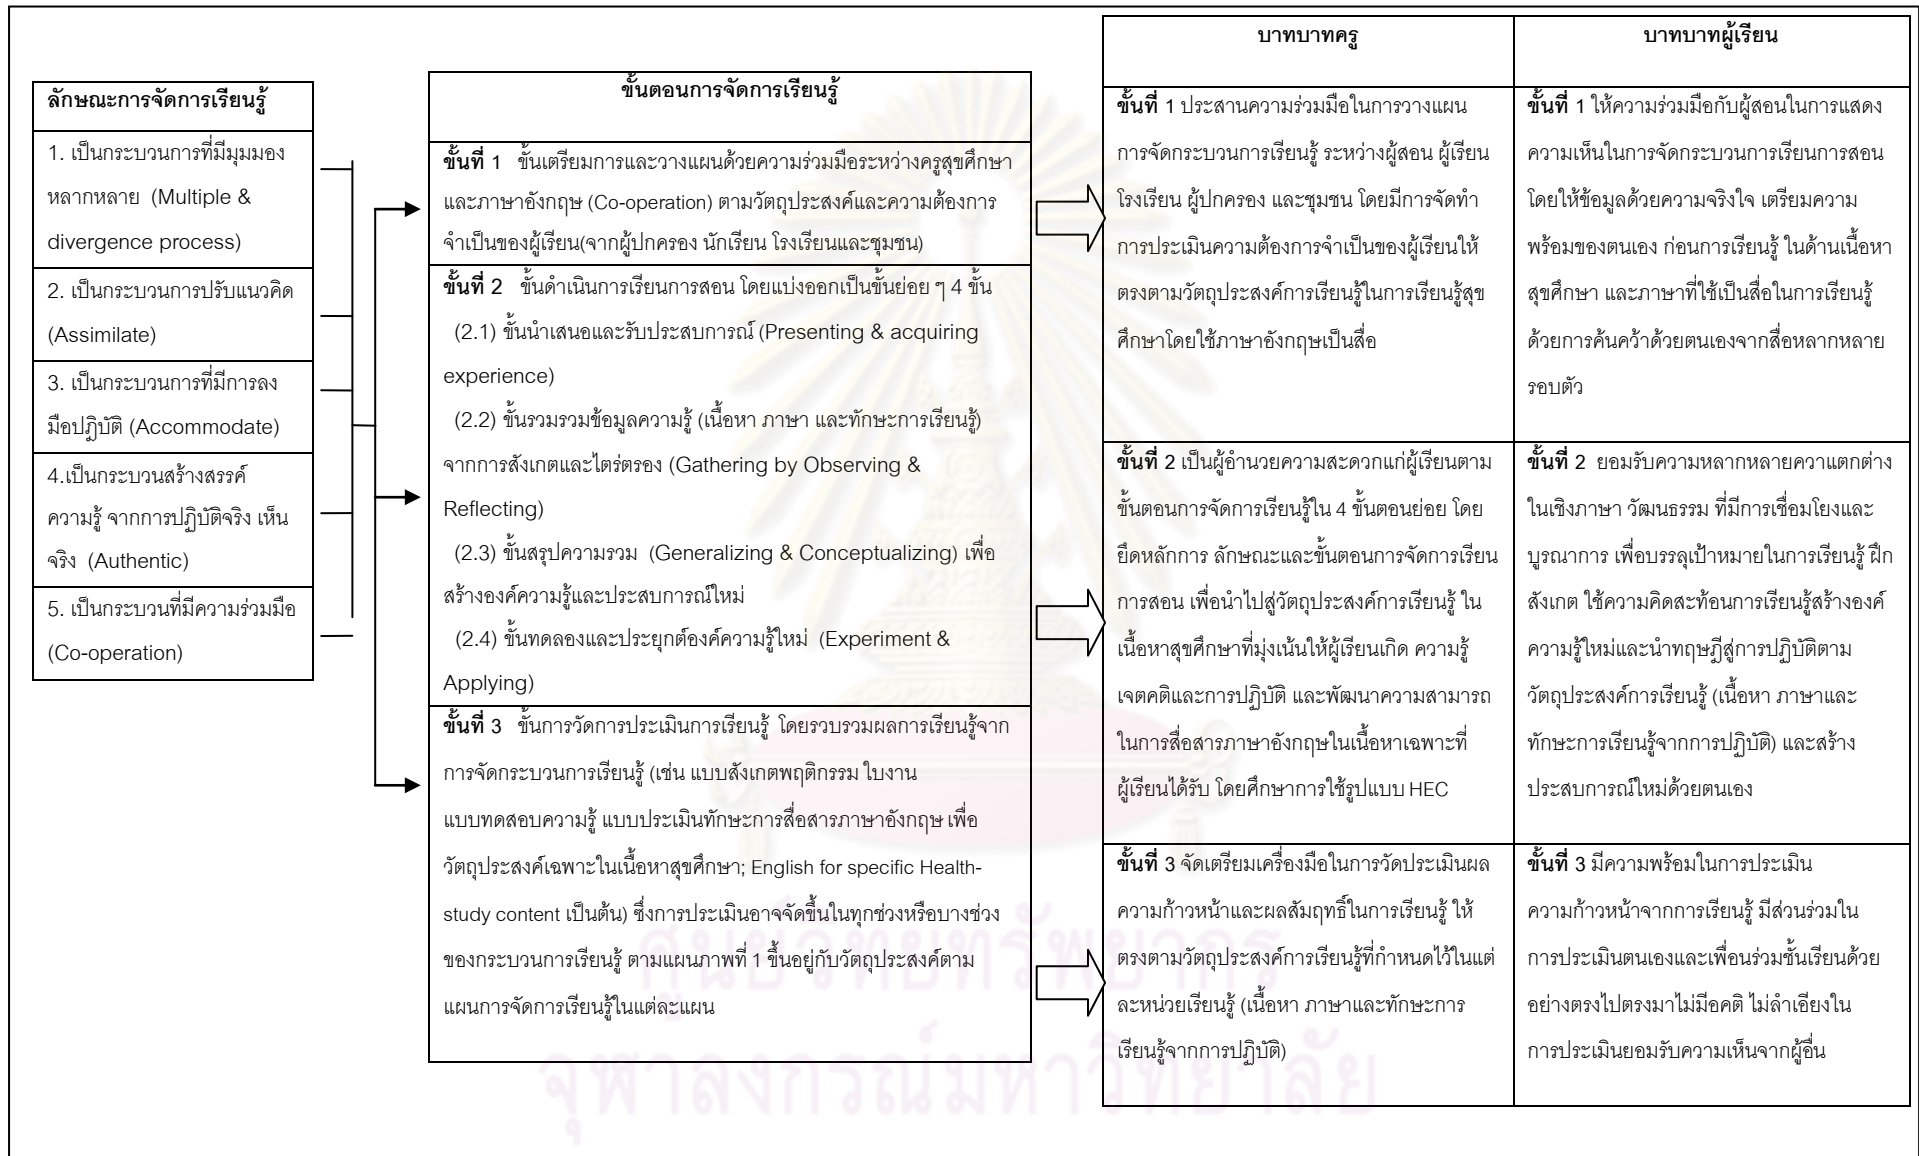 ลักษณะการจัดการเรียนรู้
1. เป็นกระบวนการที่มีมุมมอง
หลากหลาย (Multiple &
divergence process)
2. เป็นกระบวนการปรับแนวคิด
(Assimilate)
3. เป็นกระบวนการที่มีการลง
มือปฏิบัติ (Accommodate)
4.เป็นกระบวนสร้างสรรค์
ความรู้ จากการปฏิบัติจริง เห็น
จริง (Authentic)
5. เป็นกระบวนที่มีความร่วมมือ
(Co-operation)
ขั้นตอนการจัดการเรียนรู้
ขั้นที่ 1 ขั้นเตรียมการและวางแผนด้วยความร่วมมือระหว่างครูสุขศึกษา
และภาษาอังกฤษ (Co-operation) ตามวัตถุประสงค์และความต้องการ
จำเป็นของผู้เรียน(จากผู้ปกครอง นักเรียน โรงเรียนและชุมชน)
ขั้นที่ 2 ขั้นดำเนินการเรียนการสอน โดยแบ่งออกเป็นขั้นย่อย ๆ 4 ขั้น
(2.1) ขั้นนำเสนอและรับประสบการณ์ (Presenting & acquiring
experience)
(2.2) ขั้นรวมรวมข้อมูลความรู้ (เนื้อหา ภาษา และทักษะการเรียนรู้)
จากการสังเกตและไตร่ตรอง (Gathering by Observing &
Reflecting)
(2.3) ขั้นสรุปความรวม (Generalizing & Conceptualizing) เพื่อ
สร้างองค์ความรู้และประสบการณ์ใหม่
(2.4) ขั้นทดลองและประยุกต์องค์ความรู้ใหม่ (Experiment &
Applying)
ขั้นที่ 3 ขั้นการวัดการประเมินการเรียนรู้ โดยรวบรวมผลการเรียนรู้จาก
การจัดกระบวนการเรียนรู้ (เช่น แบบสังเกตพฤติกรรม ใบงาน
แบบทดสอบความรู้ แบบประเมินทักษะการสื่อสารภาษาอังกฤษ เพื่อ
วัตถุประสงค์เฉพาะในเนื้อหาสุขศึกษา; English for specific Health-
study content เป็นต้น) ซึ่งการประเมินอาจจัดขึ้นในทุกช่วงหรือบางช่วง
ของกระบวนการเรียนรู้ ตามแผนภาพที่ 1 ขึ้นอยู่กับวัตถุประสงค์ตาม
แผนการจัดการเรียนรู้ในแต่ละแผน
บาทบาทครู
ขั้นที่ 1 ประสานความร่วมมือในการวางแผน
การจัดกระบวนการเรียนรู้ ระหว่างผู้สอน ผู้เรียน
โรงเรียน ผู้ปกครอง และชุมชน โดยมีการจัดทำ
การประเมินความต้องการจำเป็นของผู้เรียนให้
ตรงตามวัตถุประสงค์การเรียนรู้ในการเรียนรู้สุข
ศึกษาโดยใช้ภาษาอังกฤษเป็นสื่อ
ขั้นที่ 2 เป็นผู้อำนวยความสะดวกแก่ผู้เรียนตาม
ขั้นตอนการจัดการเรียนรู้ใน 4 ขั้นตอนย่อย โดย
ยึดหลักการ ลักษณะและขั้นตอนการจัดการเรียน
การสอน เพื่อนำไปสู่วัตถุประสงค์การเรียนรู้ ใน
เนื้อหาสุขศึกษาที่มุ่งเน้นให้ผู้เรียนเกิด ความรู้
เจตคติและการปฏิบัติ และพัฒนาความสามารถ
ในการสื่อสารภาษาอังกฤษในเนื้อหาเฉพาะที่
ผู้เรียนได้รับ โดยศึกษาการใช้รูปแบบ HEC
ขั้นที่ 3 จัดเตรียมเครื่องมือในการวัดประเมินผล
ความก้าวหน้าและผลสัมฤทธิ์ในการเรียนรู้ ให้
ตรงตามวัตถุประสงค์การเรียนรู้ที่กำหนดไว้ในแต่
ละหน่วยเรียนรู้ (เนื้อหา ภาษาและทักษะการ
เรียนรู้จากการปฏิบัติ)
บาทบาทผู้เรียน
ขั้นที่ 1 ให้ความร่วมมือกับผู้สอนในการแสดง
ความเห็นในการจัดกระบวนการเรียนการสอน
โดยให้ข้อมูลด้วยความจริงใจ เตรียมความ
พร้อมของตนเอง ก่อนการเรียนรู้ ในด้านเนื้อหา
สุขศึกษา และภาษาที่ใช้เป็นสื่อในการเรียนรู้
ด้วยการค้นคว้าด้วยตนเองจากสื่อหลากหลาย
รอบตัว
ขั้นที่ 2 ยอมรับความหลากหลายควาแตกต่าง
ในเชิงภาษา วัฒนธรรม ที่มีการเชื่อมโยงและ
บูรณาการ เพื่อบรรลุเป้าหมายในการเรียนรู้ ฝึก
สังเกต ใช้ความคิดสะท้อนการเรียนรู้สร้างองค์
ความรู้ใหม่และนำทฤษฎีสู่การปฏิบัติตาม
วัตถุประสงค์การเรียนรู้ (เนื้อหา ภาษาและ
ทักษะการเรียนรู้จากการปฏิบัติ) และสร้าง
ประสบการณ์ใหม่ด้วยตนเอง
ขั้นที่ 3 มีความพร้อมในการประเมิน
ความก้าวหน้าจากการเรียนรู้ มีส่วนร่วมใน
การประเมินตนเองและเพื่อนร่วมชั้นเรียนด้วย
อย่างตรงไปตรงมาไม่มีอคติ ไม่ลำเอียงใน
การประเมินยอมรับความเห็นจากผู้อื่น
ศูนย์วิทยทรัพยากร
จุฬาลงกรณ์มหาวิทยาลัย